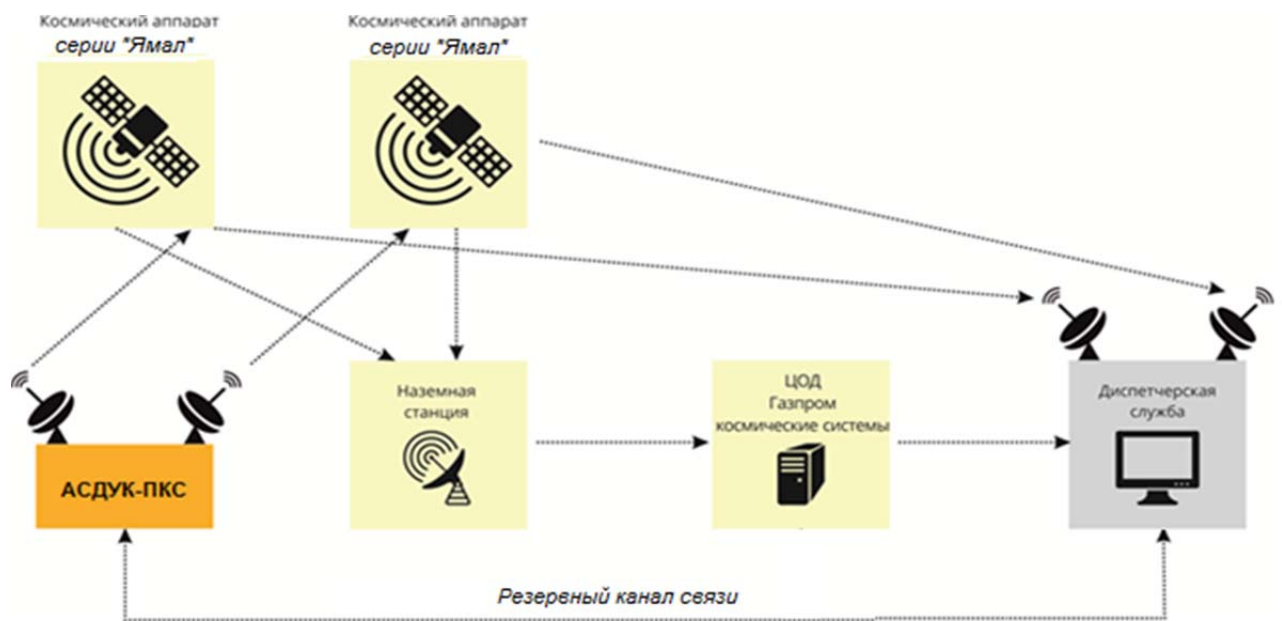 Космический аппарат
серии "Ямал"
Космический аппарат
серии "Ямал"
Наземная
станция
ЦОД
Газпром
космические системы
Диспетчерская
служба
АСДУК-ПКС
Резервный канал связи